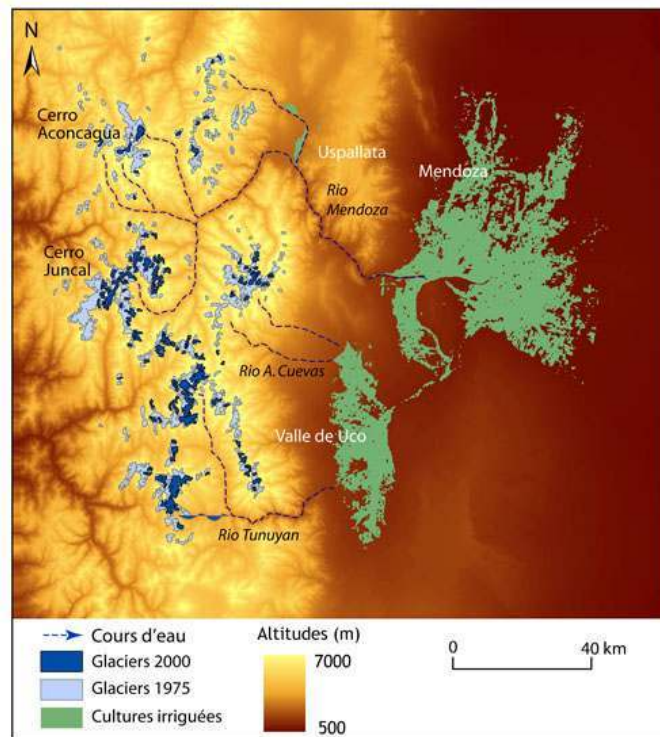 N
Cerro
Aconcagua
Uspallata
Mendoza
Rio
Mendoza
Cerro
Juncal
Rio A. Cuevas
Valle de Uco
Rio Tunuyan
Cours d'eau
Glaciers 2000
Glaciers 1975
Cultures irriguées
Altitudes (m)
7000
500
0
40 km